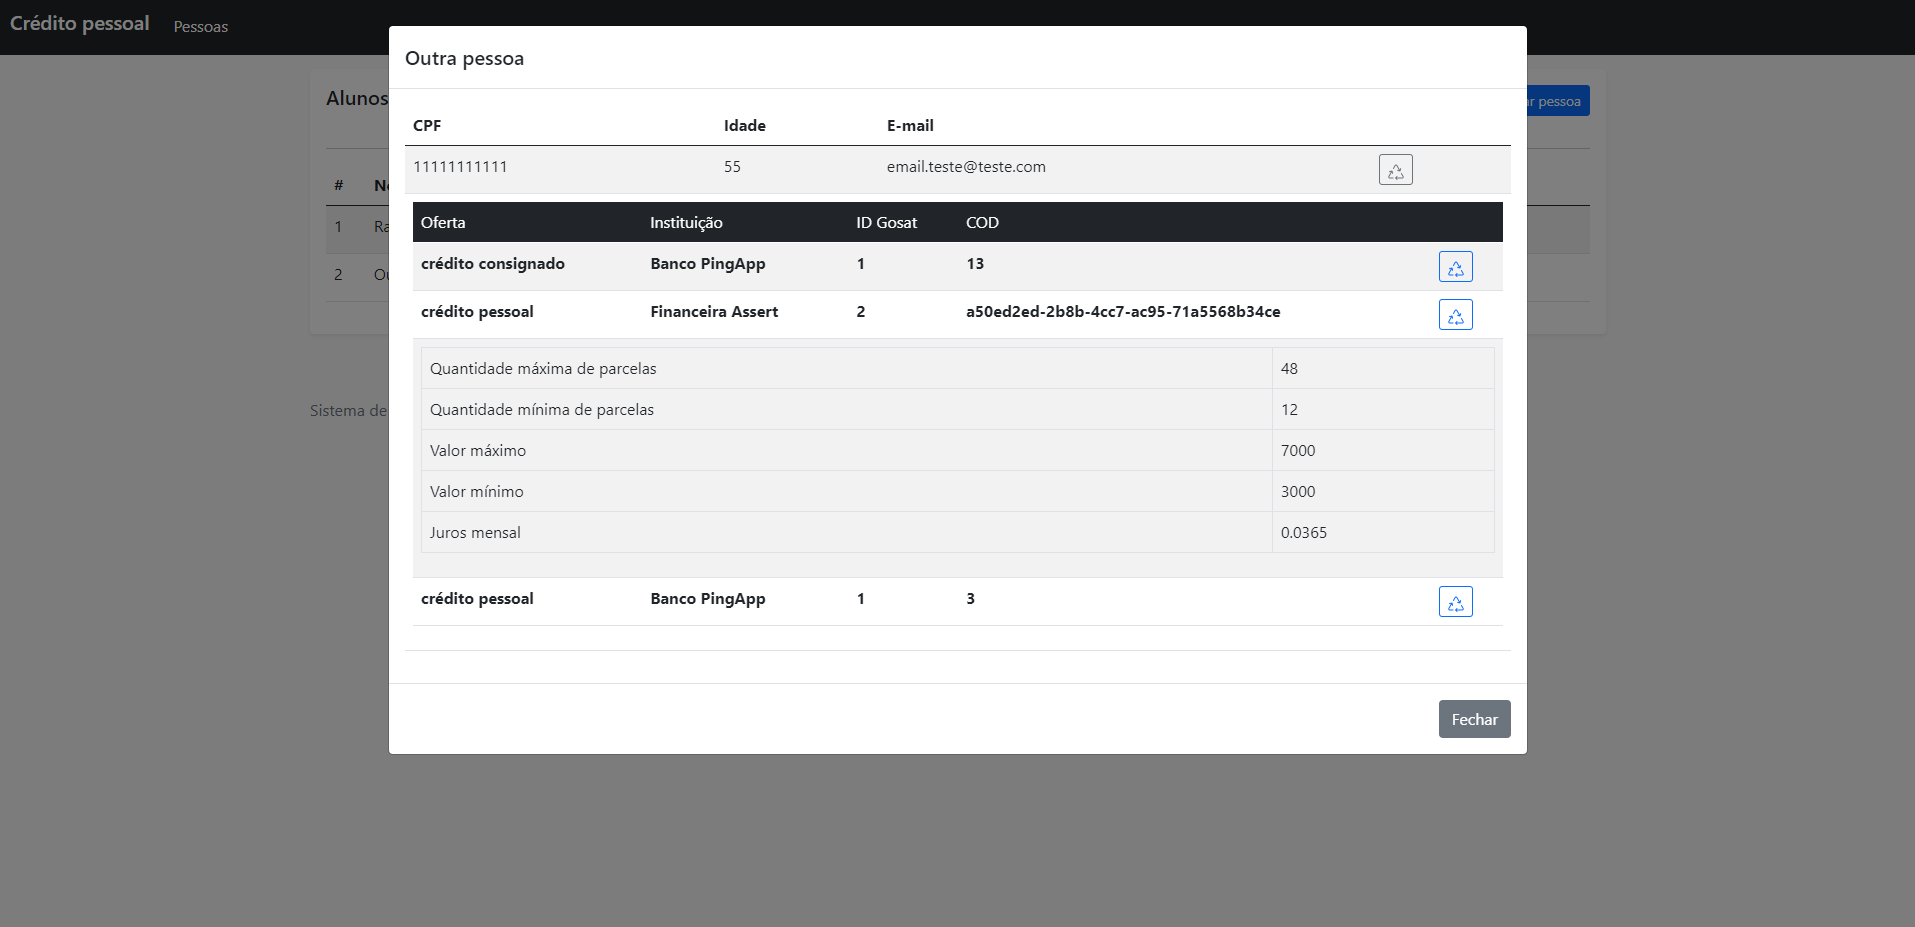 Crédito pessoal Pessoas
Outra pessoa
Alunos
pessoa
CPF Idade E-mail
11111111111 55 email.teste@teste.com
#
1
2
Oferta Instituição ID Gosat COD
crédito consignado Banco PingApp 1 13
crédito pessoal Financeira Assert 2 a50ed2ed-2b8b-4cc7-ac95-71a5568b34ce
Quantidade máxima de parcelas 48
Quantidade mínima de parcelas 12
Sistema de
Valor máximo 7000
Valor mínimo 3000
Juros mensal 0.0365
crédito pessoal Banco PingApp 1 3
Fechar